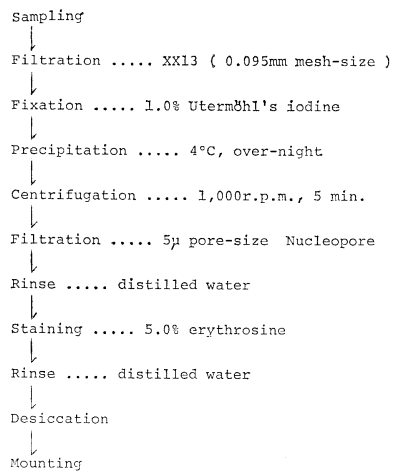 Sampling
Filtration ..... XX13 ( 0.095mm mesh-size )
Fixation ..... 1.0% Utermöhl's iodine
Precipitation ..... 4°C, over-night
Centrifugation ..... 1,000r.p.m., 5 min.
Filtration ..... 5μ pore-size Nucleopore
Rinse ..... distilled water
Staining ..... 5.0% erythrosine
Rinse ..... distilled water
Desiccation
Mounting